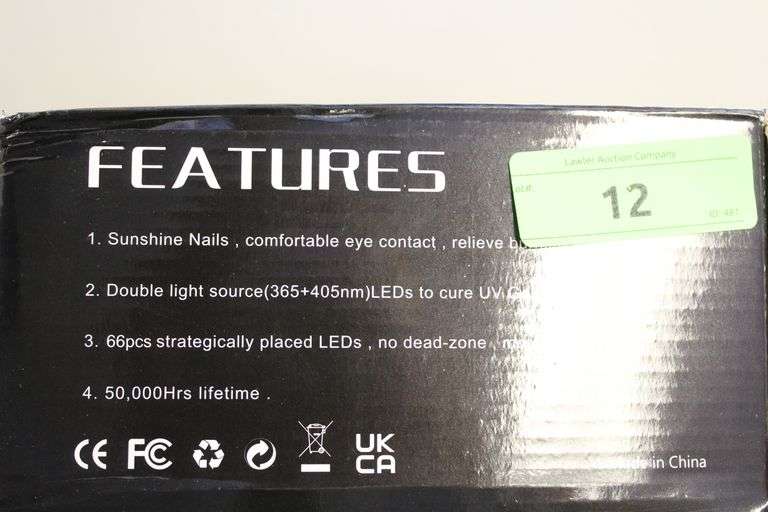 FEATURES
Lawler Auction Company
12
1. Sunshine Nails , comfortable eye contact , relieve
2. Double light source(365+405nm)LEDs to cure UV
3. 66pcs strategically placed LEDs , no dead-zone ,
4. 50,000Hrs lifetime .
CE FC UK CA
in China